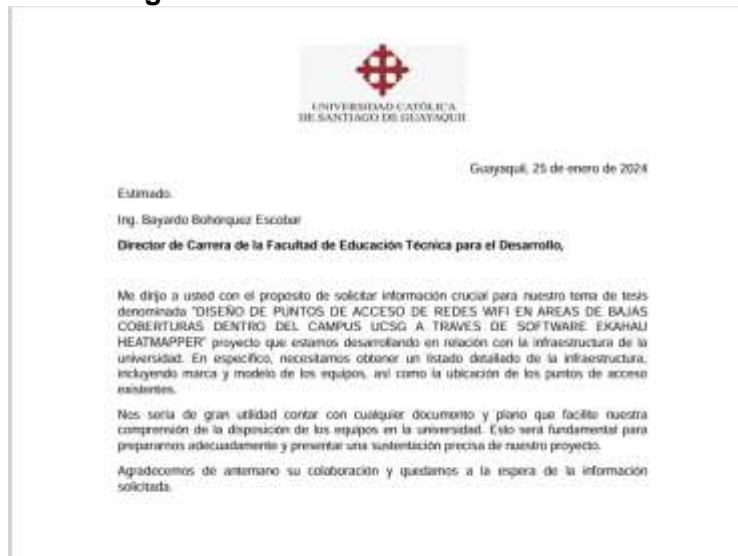 UNIVERSIDAD CATÓLICA
DE SANTIAGO DE GUAYAQUIL
Guayaquil, 25 de enero de 2024
Estimado.
Ing. Bayardo Bohorquez Escobar
Director de Carrera de la Facultad de Educación Técnica para el Desarrollo,
Me dirijo a usted con el proposito de solicitar información crucial para nuestro tema de tesis
denominada "DISEÑO DE PUNTOS DE ACCESO DE REDES WIFI EN AREAS DE BAJAS
COBERTURAS DENTRO DEL CAMPUS UCSG A TRAVES DE SOFTWARE EKAHAU
HEATMAPPER" proyecto que estamos desarrollando en relación con la infraestructura de la
universidad. En específico, necesitamos obtener un listado detallado de la infraestructura,
incluyendo marca y modelo de los equipos, así como la ubicación de los puntos de acceso
existentes.
Nos sería de gran utilidad contar con cualquier documento y plano que facilite nuestra
comprensión de la disposición de los equipos en la universidad. Esto será fundamental para
prepararnos adecuadamente y presentar una sustentación precisa de nuestro proyecto.
Agradecemos de antemano su colaboración y quedamos a la espera de la información
solicitada.